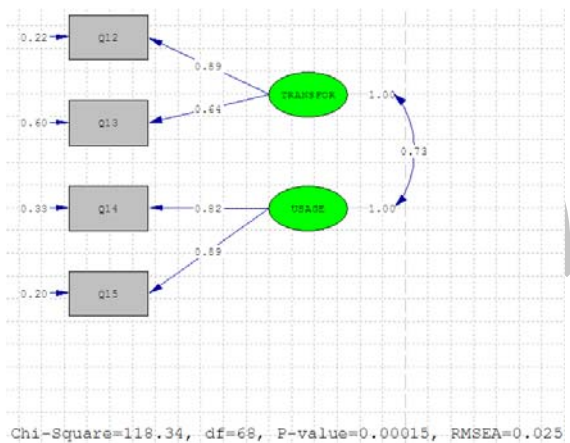 0.22 Q12
0.89
TRANSFOR 1.00
0.64
0.60 Q13
0.73
0.33 Q14 0.82 USAGE 1.00
0.89
0.20 Q15
Chi-Square=118.34, df=68, P-value=0.00015, RMSEA=0.025